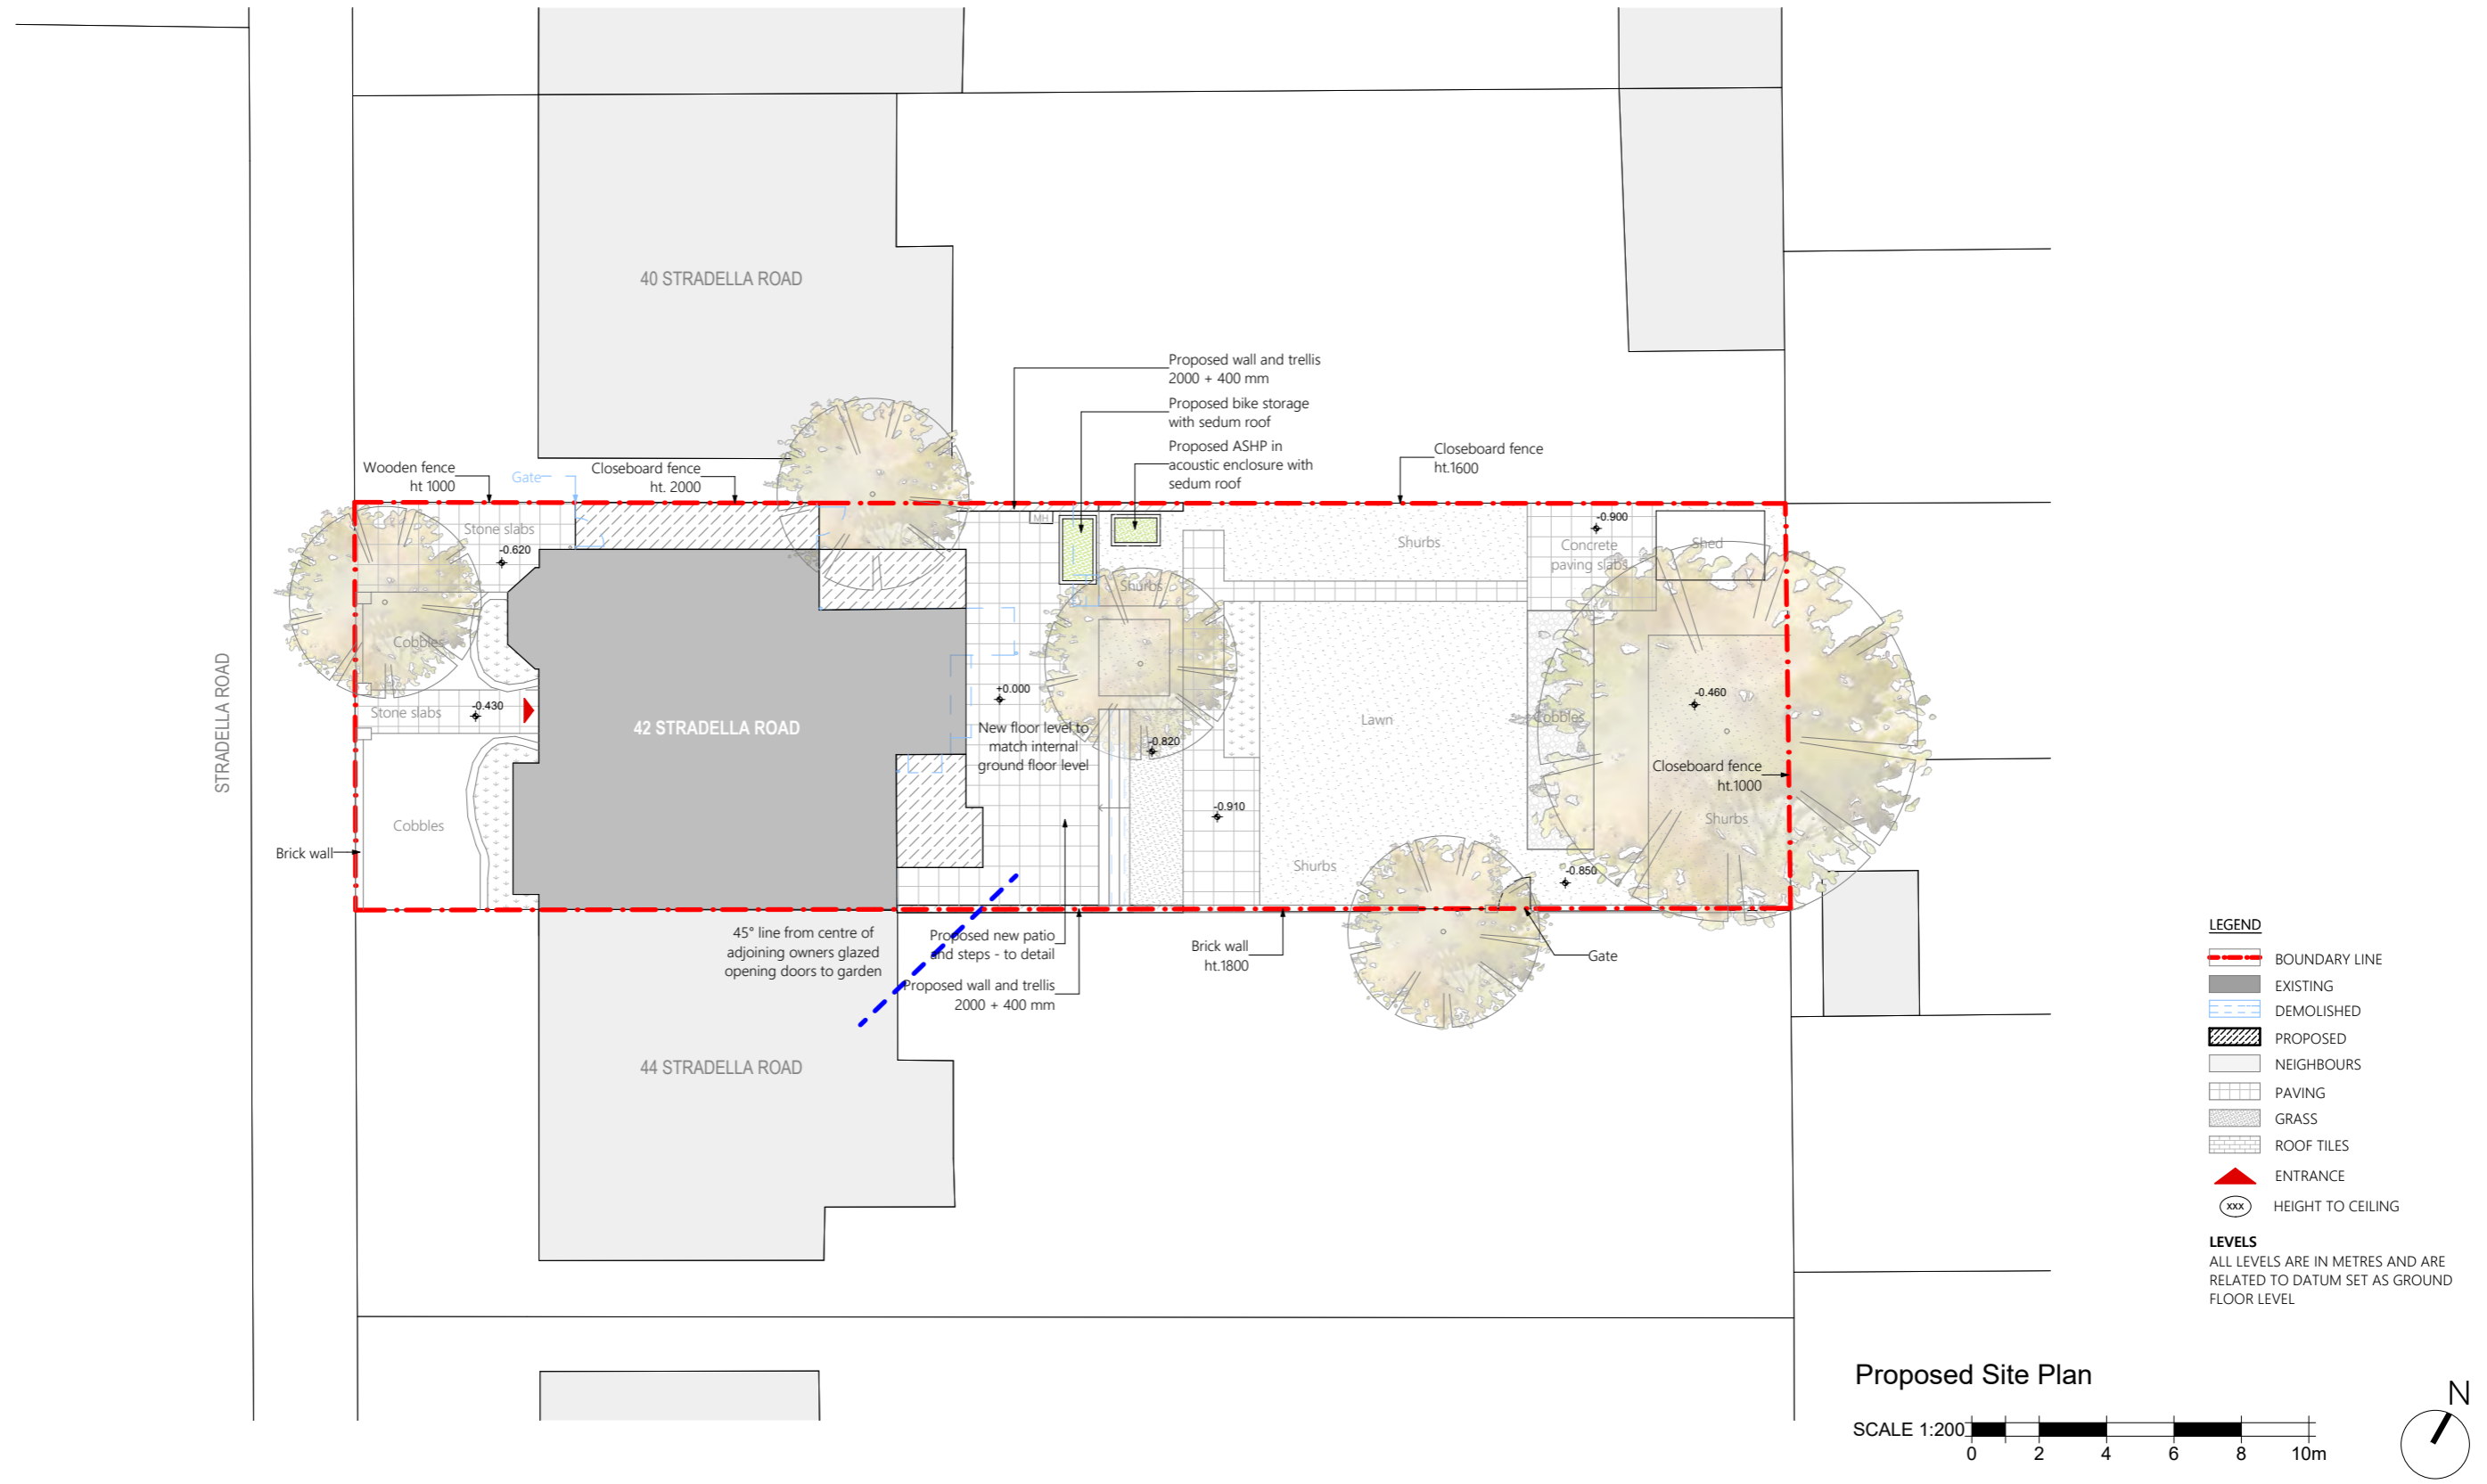 40 STRADELLA ROAD
Proposed wall and trellis
2000 + 400 mm
Proposed bike storage
with sedum roof
Proposed ASHP in
acoustic enclosure with
sedum roof
Closeboard fence
ht.1600
Wooden fence
ht 1000
Gate
Closeboard fence
ht. 2000
Stone slabs
-0.620
MH
Shurbs
-0.900
Concrete
paving slabs
Shed
Shurbs
Cobbles
Stone slabs
-0.430
42 STRADELLA ROAD
+0.000
New floor level to
match internal
ground floor level
-0.820
Lawn
Cobbles
-0.460
Closeboard fence
ht.1000
Shurbs
-0.910
STRADELLA ROAD
Cobbles
Brick wall
Shurbs
-0.850
45° line from centre of
adjoining owners glazed
opening doors to garden
Proposed new patio
and steps - to detail
Proposed wall and trellis
2000 + 400 mm
Brick wall
ht.1800
Gate
44 STRADELLA ROAD
LEGEND
BOUNDARY LINE
EXISTING
DEMOLISHED
PROPOSED
NEIGHBOURS
PAVING
GRASS
ROOF TILES
ENTRANCE
xxx HEIGHT TO CEILING
LEVELS
ALL LEVELS ARE IN METRES AND ARE
RELATED TO DATUM SET AS GROUND
FLOOR LEVEL
Proposed Site Plan
SCALE 1:200
0 2 4 6 8 10m
N